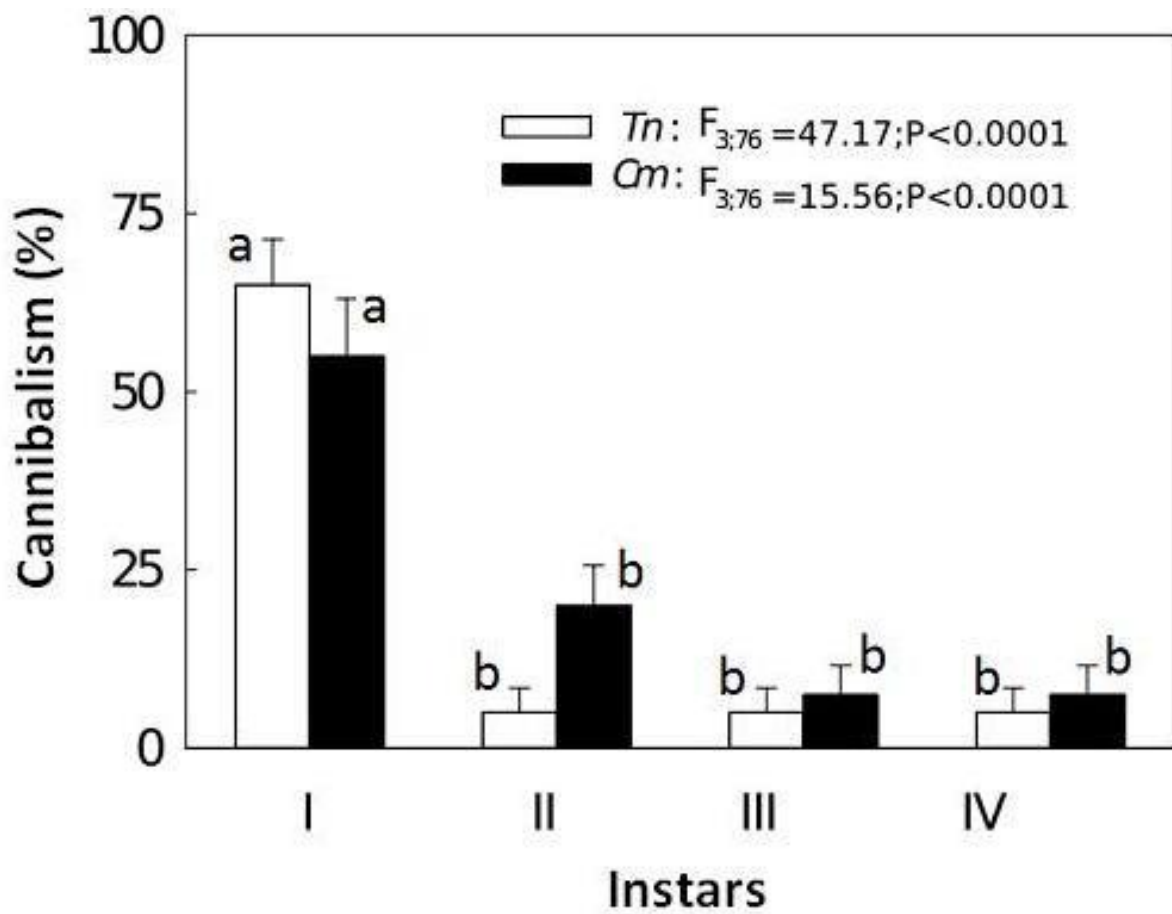 100
Tn: F3;76 =47.17;P<0.0001
Cm: F3;76 =15.56;P<0.0001
Cannibalism (%)
75
a
a
50
25
b
b
b
b
b
b
0
I II III IV
Instars